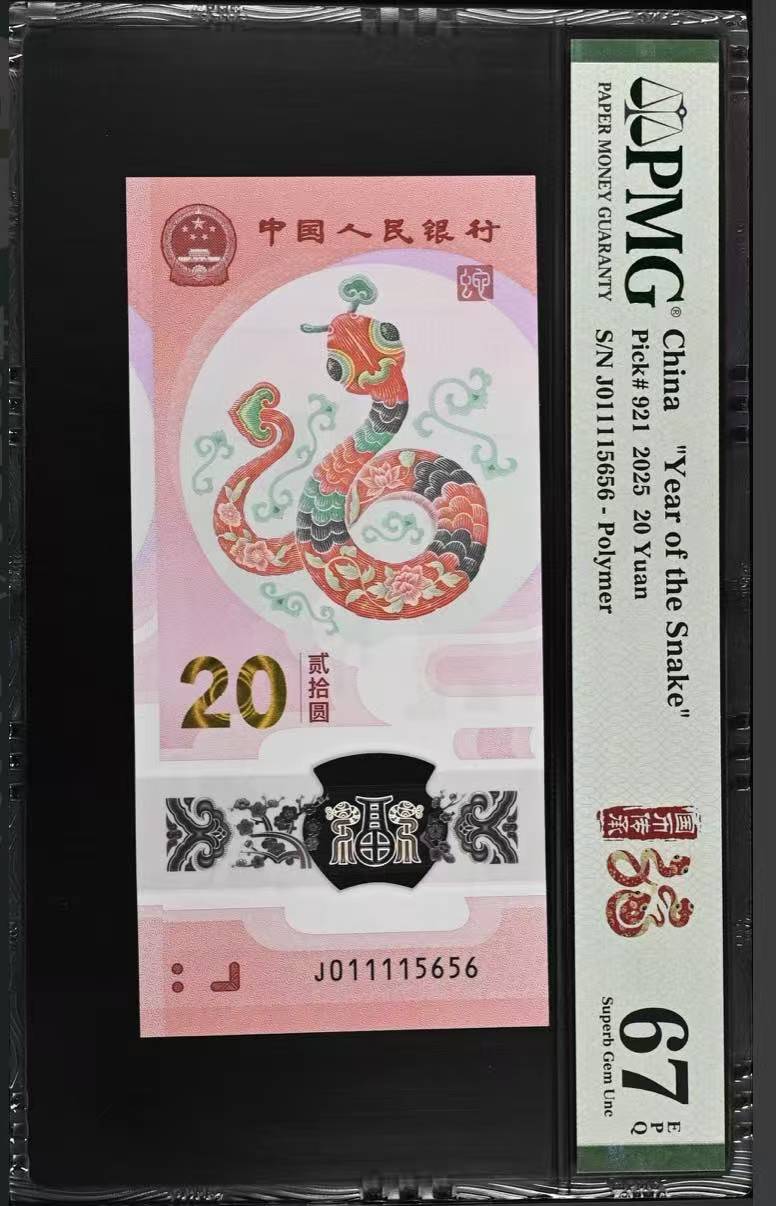 中国人民银行
20
贰拾圆
福
J011115656
PMG®
PAPER MONEY GUARANTY
China "Year of the Snake"
Pick# 921 2025 20 Yuan
S/N J011115656 - Polymer
67
EPQ
Superb Gem Unc